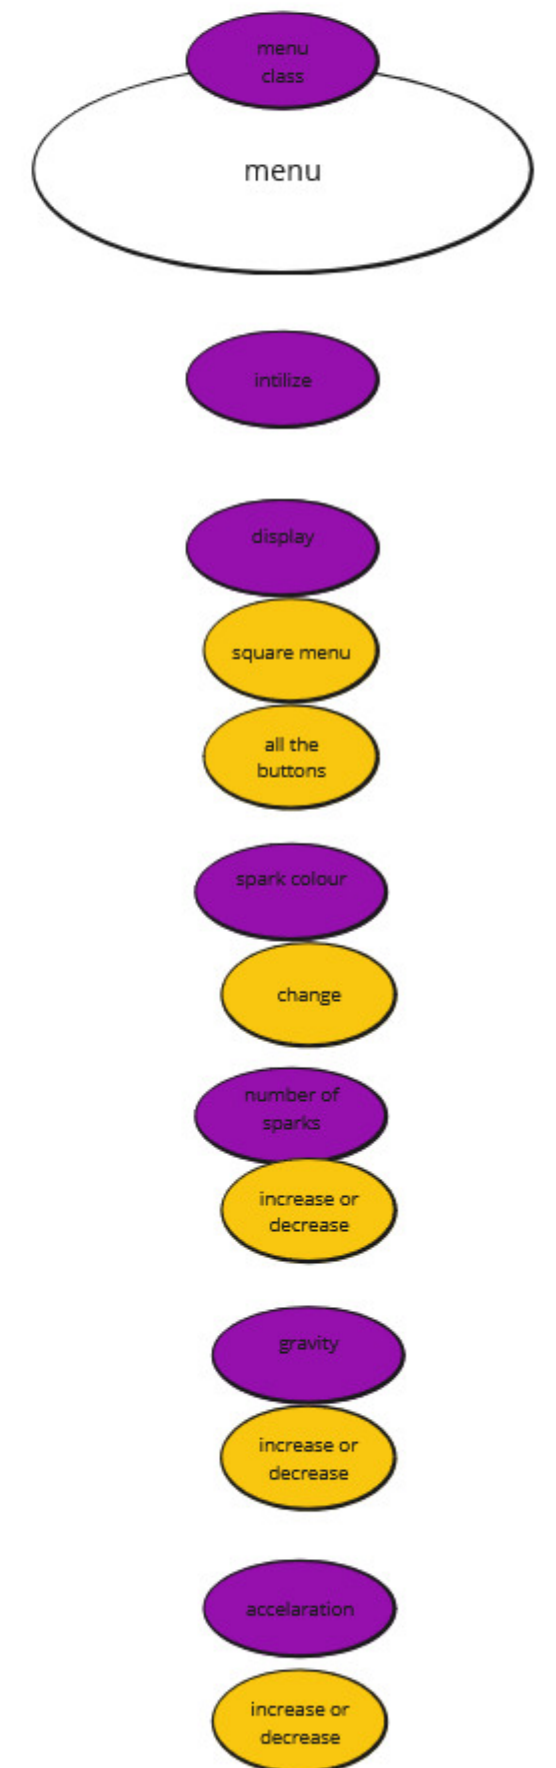 menu
class
menu
intilize
display
square menu
all the
buttons
spark colour
change
number of
sparks
increase or
decrease
gravity
increase or
decrease
accelaration
increase or
decrease